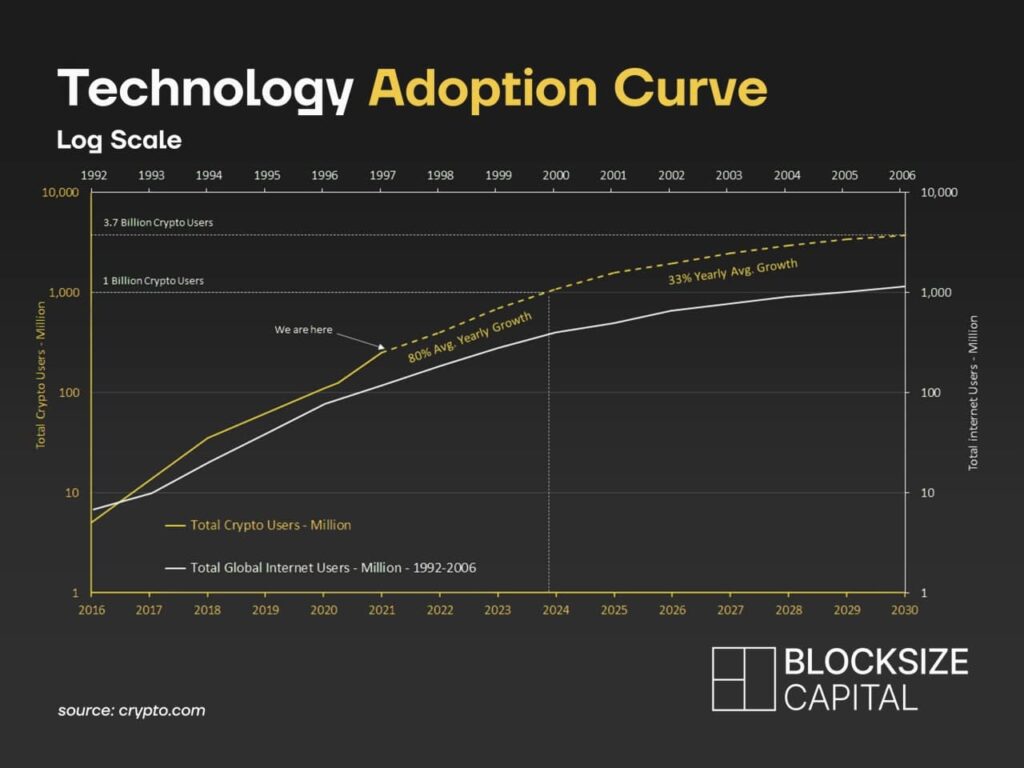 Technology Adoption Curve
Log Scale
1992 1993 1994 1995 1996 1997 1998 1999 2000 2001 2002 2003 2004 2005 2006
10,000 10,000
3.7 Billion Crypto Users
1 Billion Crypto Users
33% Yearly Avg. Growth
1,000 1,000
We are here
80% Avg. Yearly Growth
Total Crypto Users - Million
Total internet Users - Million
100 100
10 10
Total Crypto Users - Million
Total Global Internet Users - Million - 1992-2006
1 1
2016 2017 2018 2019 2020 2021 2022 2023 2024 2025 2026 2027 2028 2029 2030
BLOCKSIZE
CAPITAL
source: crypto.com